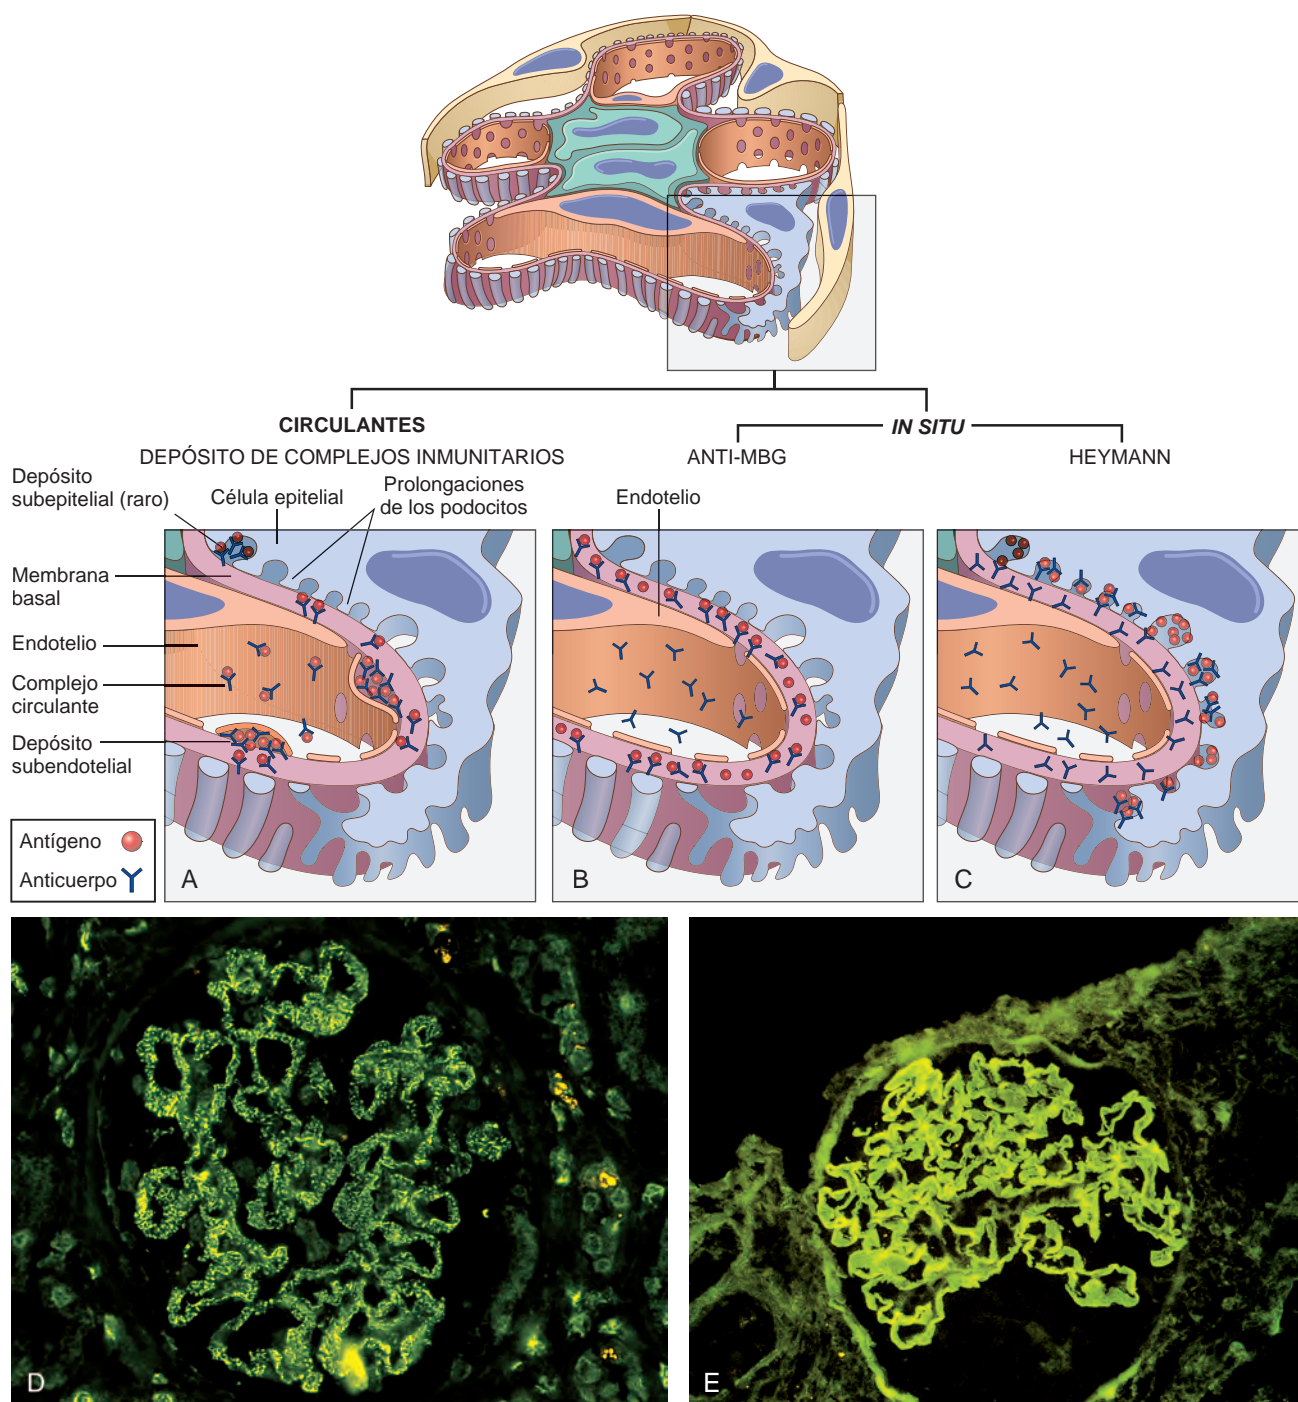 CIRCULANTES
IN SITU
DEPÓSITO DE COMPLEJOS INMUNITARIOS
ANTI-MBG
HEYMANN
Depósito
subepitelial (raro)
Célula epitelial
Prolongaciones
de los podocitos
Endotelio
Membrana
basal
Endotelio
Complejo
circulante
Depósito
subendotelial
Antígeno
Anticuerpo
A
B
C
D
E